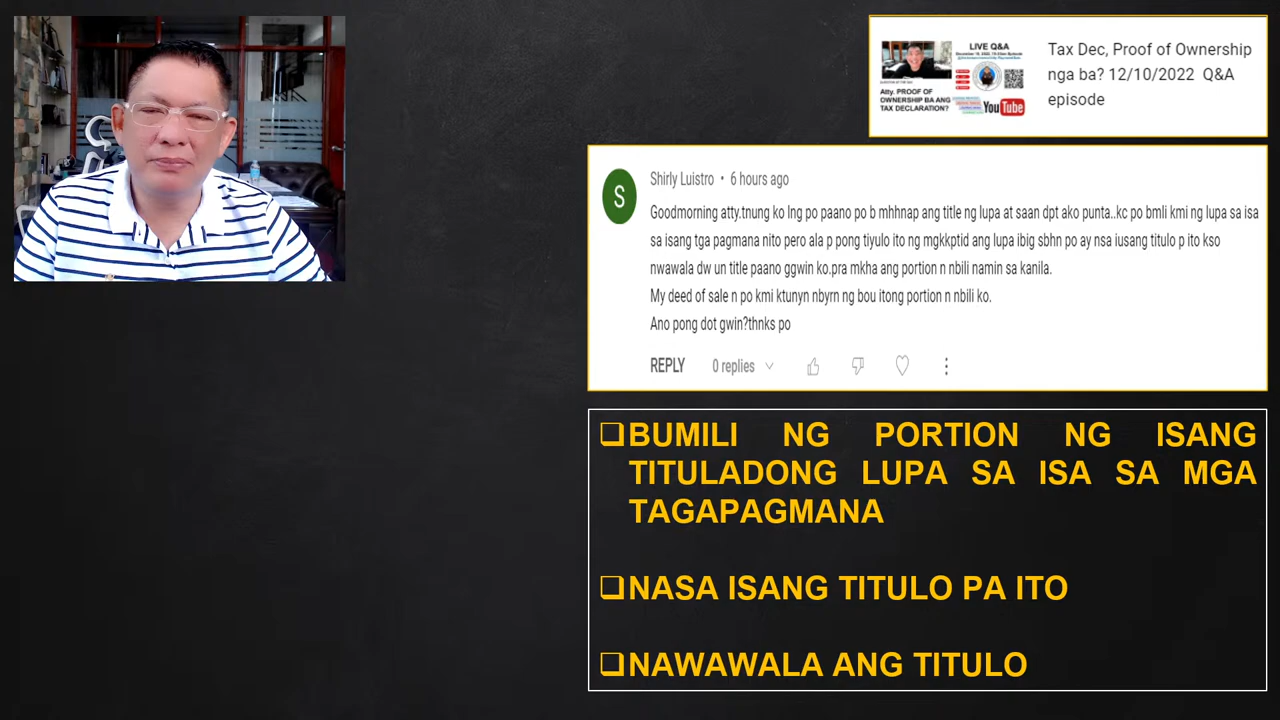 LIVE Q&A
Atty. PROOF OF
OWNERSHIP BA ANG
TAX DECLARATION?
YouTube
Tax Dec, Proof of Ownership
nga ba? 12/10/2022 Q&A
episode
S
Shirly Luistro • 6 hours ago
Goodmorning atty.tnung ko lng po paano po b mhhnap ang title ng lupa at saan dpt ako punta..kc po bmli kmi ng lupa sa isa
sa isang tga pagmana nito pero ala p pong tiyulo ito ng mgkkptid ang lupa ibig sbhn po ay nsa iusang titulo p ito kso
nwawala dw un title paano ggwin ko.pra mkha ang portion n nbili namin sa kanila.
My deed of sale n po kmi ktunyn nbyrn ng bou itong portion n nbili ko.
Ano pong dot gwin?thnks po
REPLY 0 replies
❑BUMILI NG PORTION NG ISANG
TITULADONG LUPA SA ISA SA MGA
TAGAPAGMANA
❑NASA ISANG TITULO PA ITO
❑NAWAWALA ANG TITULO